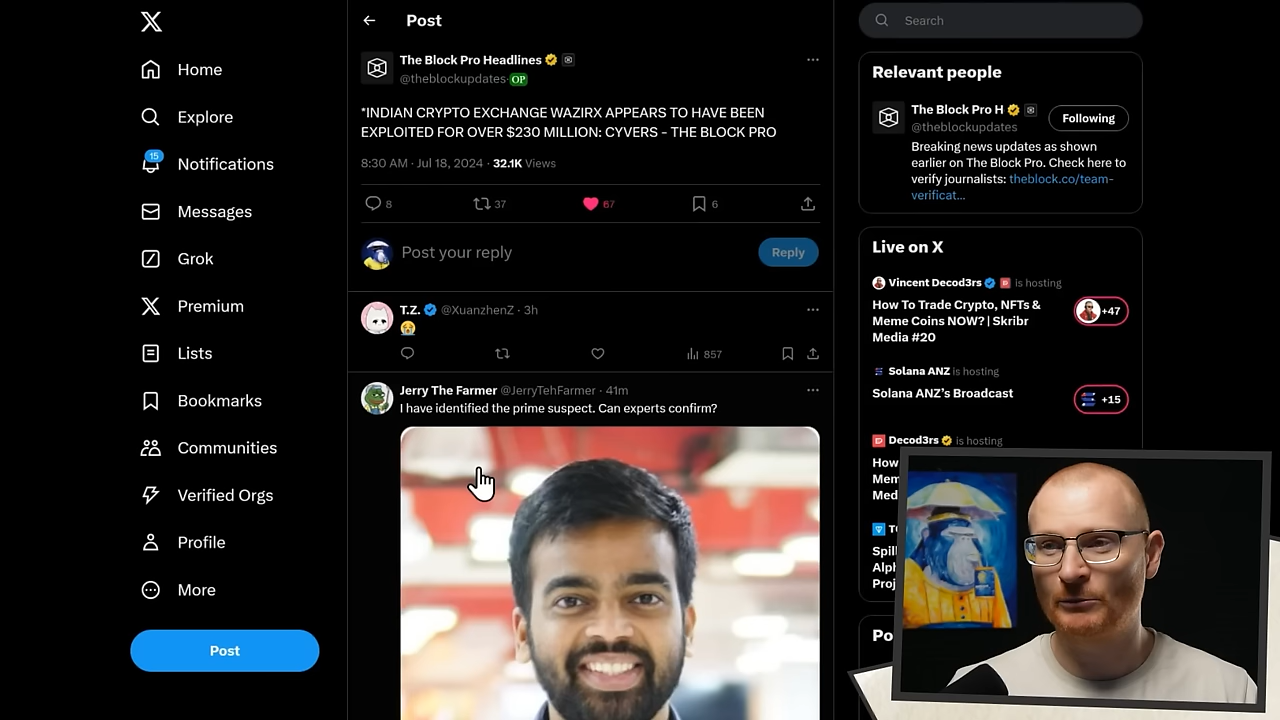 Home
Explore
15
Notifications
Messages
Grok
Premium
Lists
Bookmarks
Communities
Verified Orgs
Profile
More
Post
Post
The Block Pro Headlines
@theblockupdates· OP
*INDIAN CRYPTO EXCHANGE WAZIRX APPEARS TO HAVE BEEN
EXPLOITED FOR OVER $230 MILLION: CYVERS - THE BLOCK PRO
8:30 AM · Jul 18, 2024 · 32.1K Views
8 37 67 6
Post your reply
Reply
T.Z. @XuanzhenZ · 3h
😭
857
Jerry The Farmer @JerryTehFarmer · 41m
I have identified the prime suspect. Can experts confirm?
Search
Relevant people
The Block Pro H
@theblockupdates
Following
Breaking news updates as shown
earlier on The Block Pro. Check here to
verify journalists: theblock.co/team-
verificat...
Live on X
Vincent Decod3rs is hosting
How To Trade Crypto, NFTs &
Meme Coins NOW? | Skribr
Media #20
+47
Solana ANZ is hosting
Solana ANZ's Broadcast
+15
Decod3rs is hosting
How
Mem
Med
Spill
Alph
Proj
Po